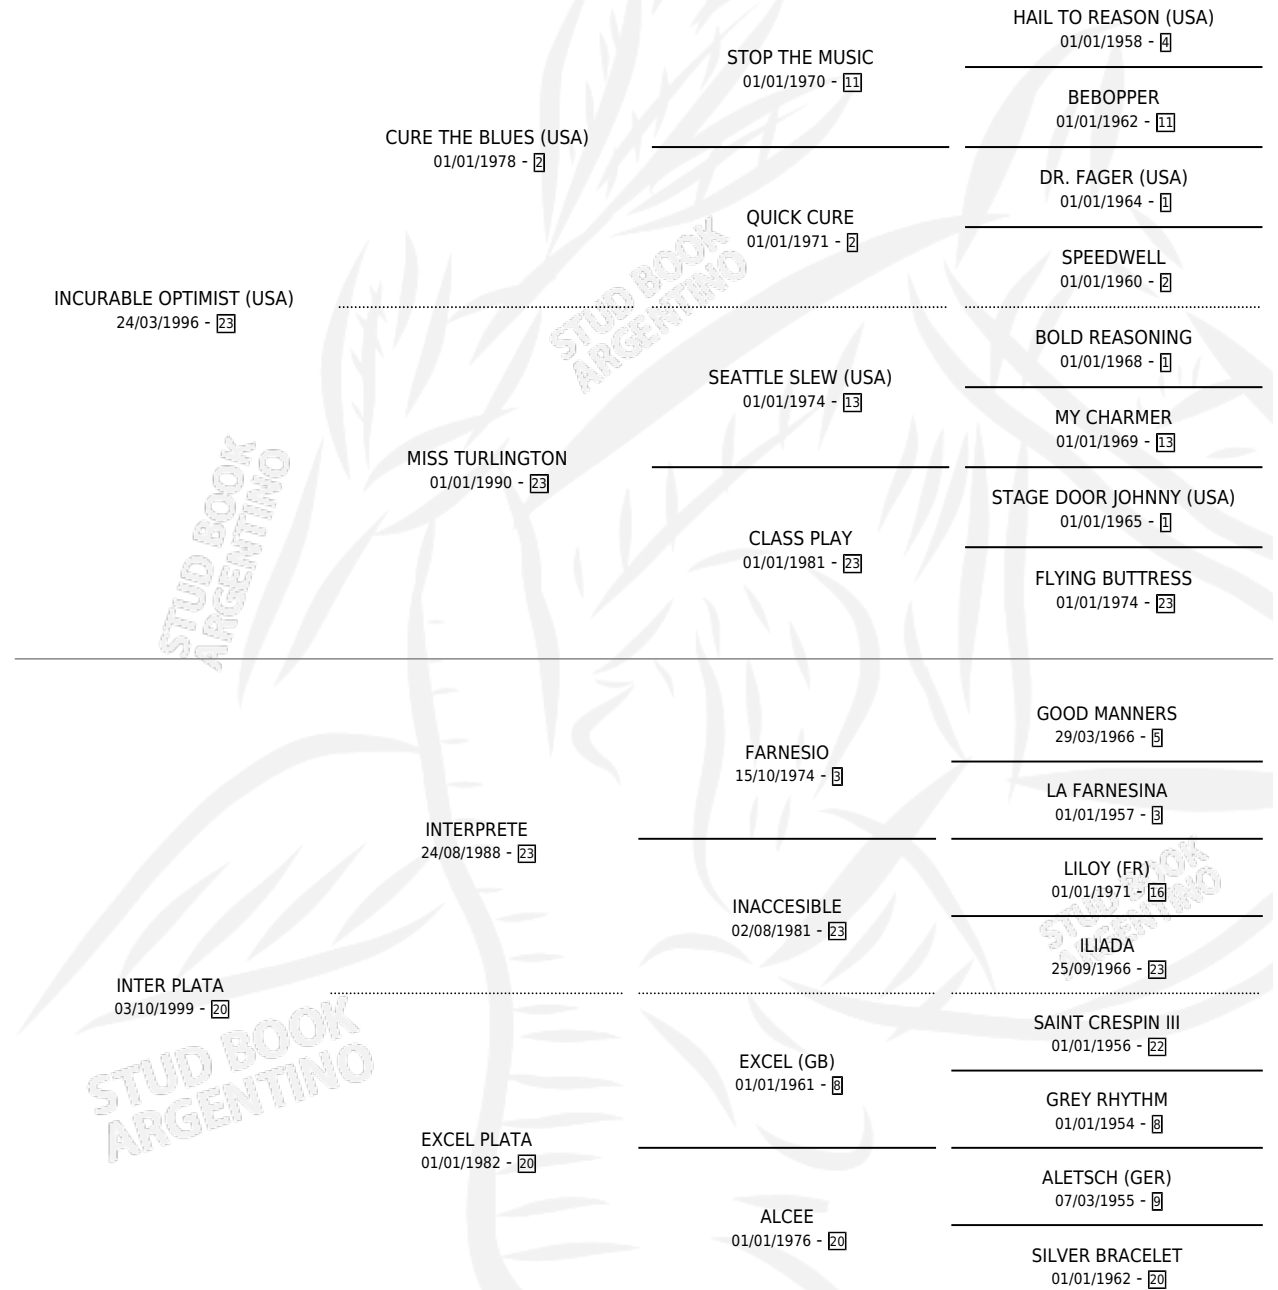 HAIL TO REASON (USA)
01/01/1958 - 4
STOP THE MUSIC
01/01/1970 - 11
BEBOPPER
01/01/1962 - 11
CURE THE BLUES (USA)
01/01/1978 - 2
DR. FAGER (USA)
01/01/1964 - 1
QUICK CURE
01/01/1971 - 2
SPEEDWELL
01/01/1960 - 2
INCURABLE OPTIMIST (USA)
24/03/1996 - 23
BOLD REASONING
01/01/1968 - 1
SEATTLE SLEW (USA)
01/01/1974 - 13
MY CHARMER
01/01/1969 - 13
MISS TURLINGTON
01/01/1990 - 23
STAGE DOOR JOHNNY (USA)
01/01/1965 - 1
CLASS PLAY
01/01/1981 - 23
FLYING BUTTRESS
01/01/1974 - 23
GOOD MANNERS
29/03/1966 - 5
FARNESIO
15/10/1974 - 3
LA FARNESINA
01/01/1957 - 3
INTERPRETE
24/08/1988 - 23
LILOY (FR)
01/01/1971 - 16
INACCESIBLE
02/08/1981 - 23
ILIADA
25/09/1966 - 23
INTER PLATA
03/10/1999 - 20
SAINT CRESPIN III
01/01/1956 - 22
EXCEL (GB)
01/01/1961 - 8
GREY RHYTHM
01/01/1954 - 8
EXCEL PLATA
01/01/1982 - 20
ALETSCH (GER)
07/03/1955 - 9
ALCEE
01/01/1976 - 20
SILVER BRACELET
01/01/1962 - 20
STUD BOOK
ARGENTINO
STUD BOOK
ARGENTINO
STUD BOOK
ARGENTINO
STUD BOOK
ARGENTINO